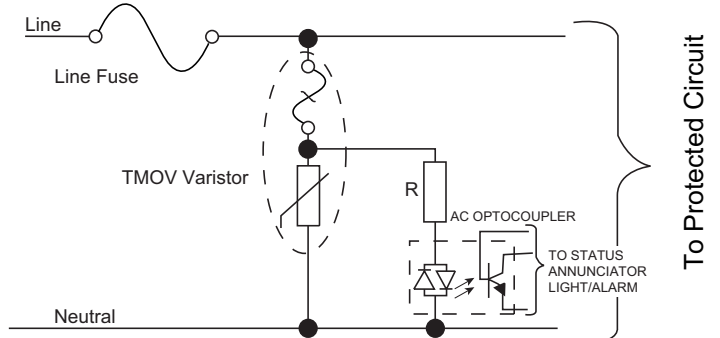 Line
Line Fuse
TMOV Varistor
R
AC OPTOCOUPLER
TO STATUS
ANNUNCIATOR
LIGHT/ALARM
Neutral
To Protected Circuit